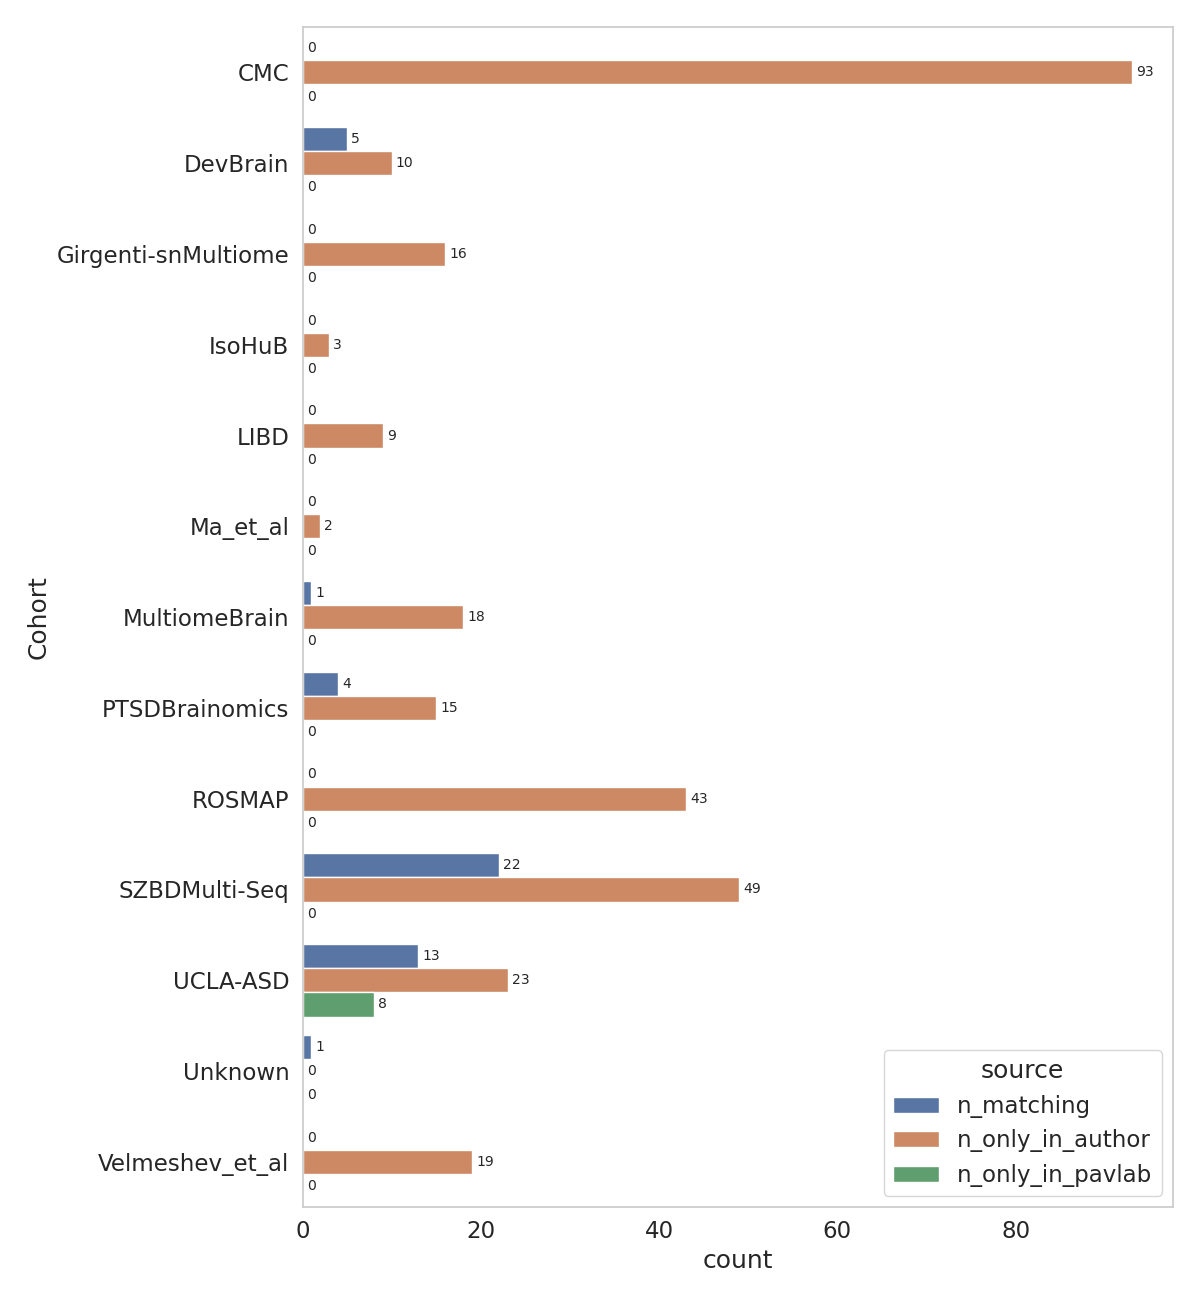 0
CMC 93
0
5
DevBrain 10
0
0
Girgenti-snMultiome 16
0
0
IsoHuB 3
0
0
LIBD 9
0
0
Ma_et_al 2
0
1
MultiomeBrain 18
0
4
PTSDBrainomics 15
0
0
ROSMAP 43
0
22
SZBDMulti-Seq 49
0
13
UCLA-ASD 23
8
1
Unknown 0
0
0
Velmeshev_et_al 19
0
Cohort
source
n_matching
n_only_in_author
n_only_in_pavlab
0 20 40 60 80
count